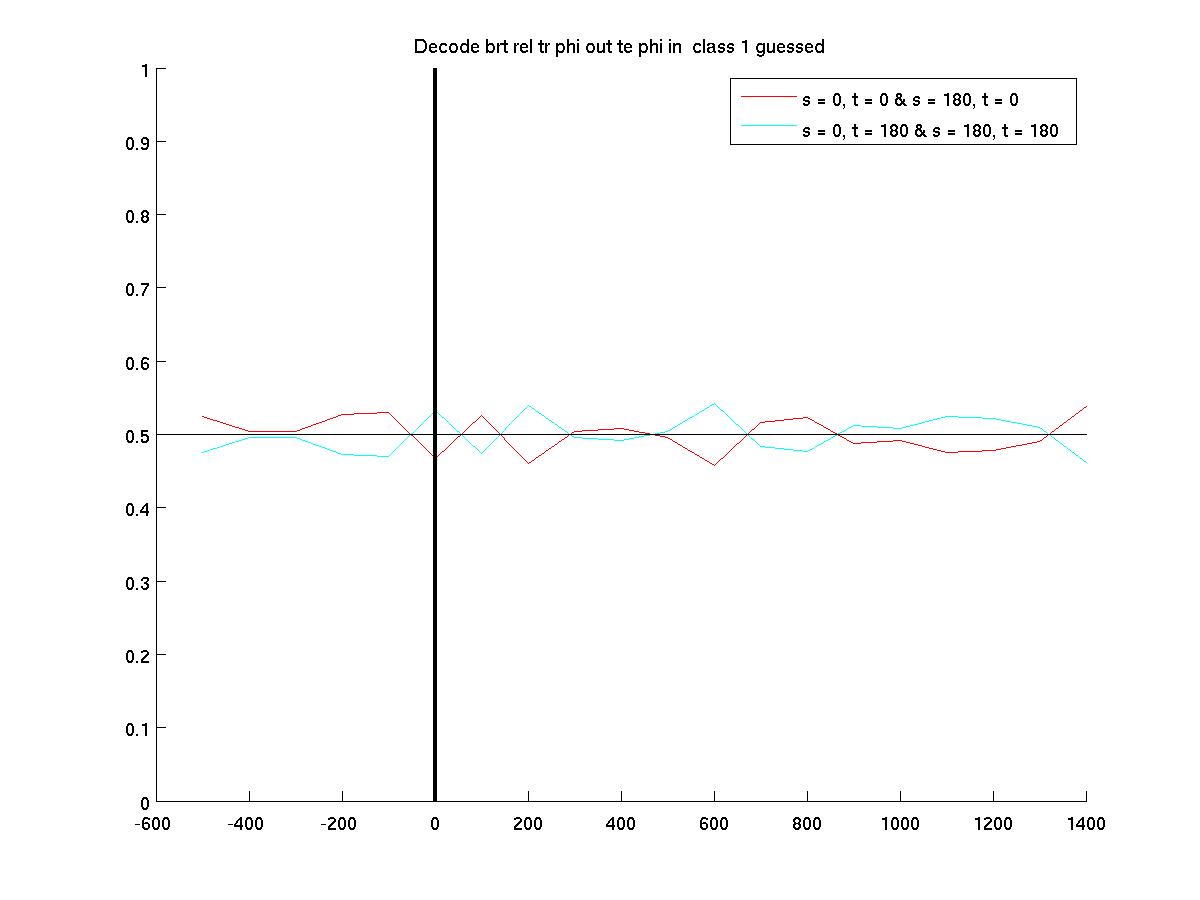 Decode brt rel tr phi out te phi in  class 1 guessed
s = 0, t = 0 & s = 180, t = 0
s = 0, t = 180 & s = 180, t = 180
1
0.9
0.8
0.7
0.6
0.5
0.4
0.3
0.2
0.1
0
-600 -400 -200 0 200 400 600 800 1000 1200 1400